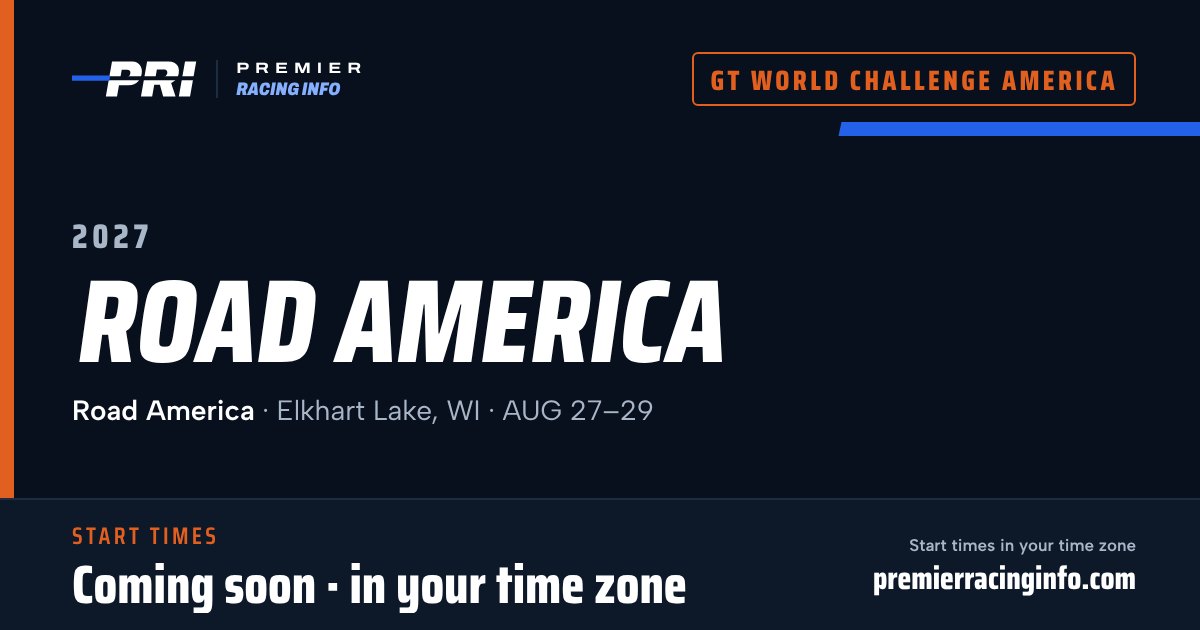 PRI
PREMIER
RACING INFO
GT WORLD CHALLENGE AMERICA
2027
ROAD AMERICA
Road America · Elkhart Lake, WI · AUG 27–29
START TIMES
Coming soon · in your time zone
Start times in your time zone
premierracinginfo.com